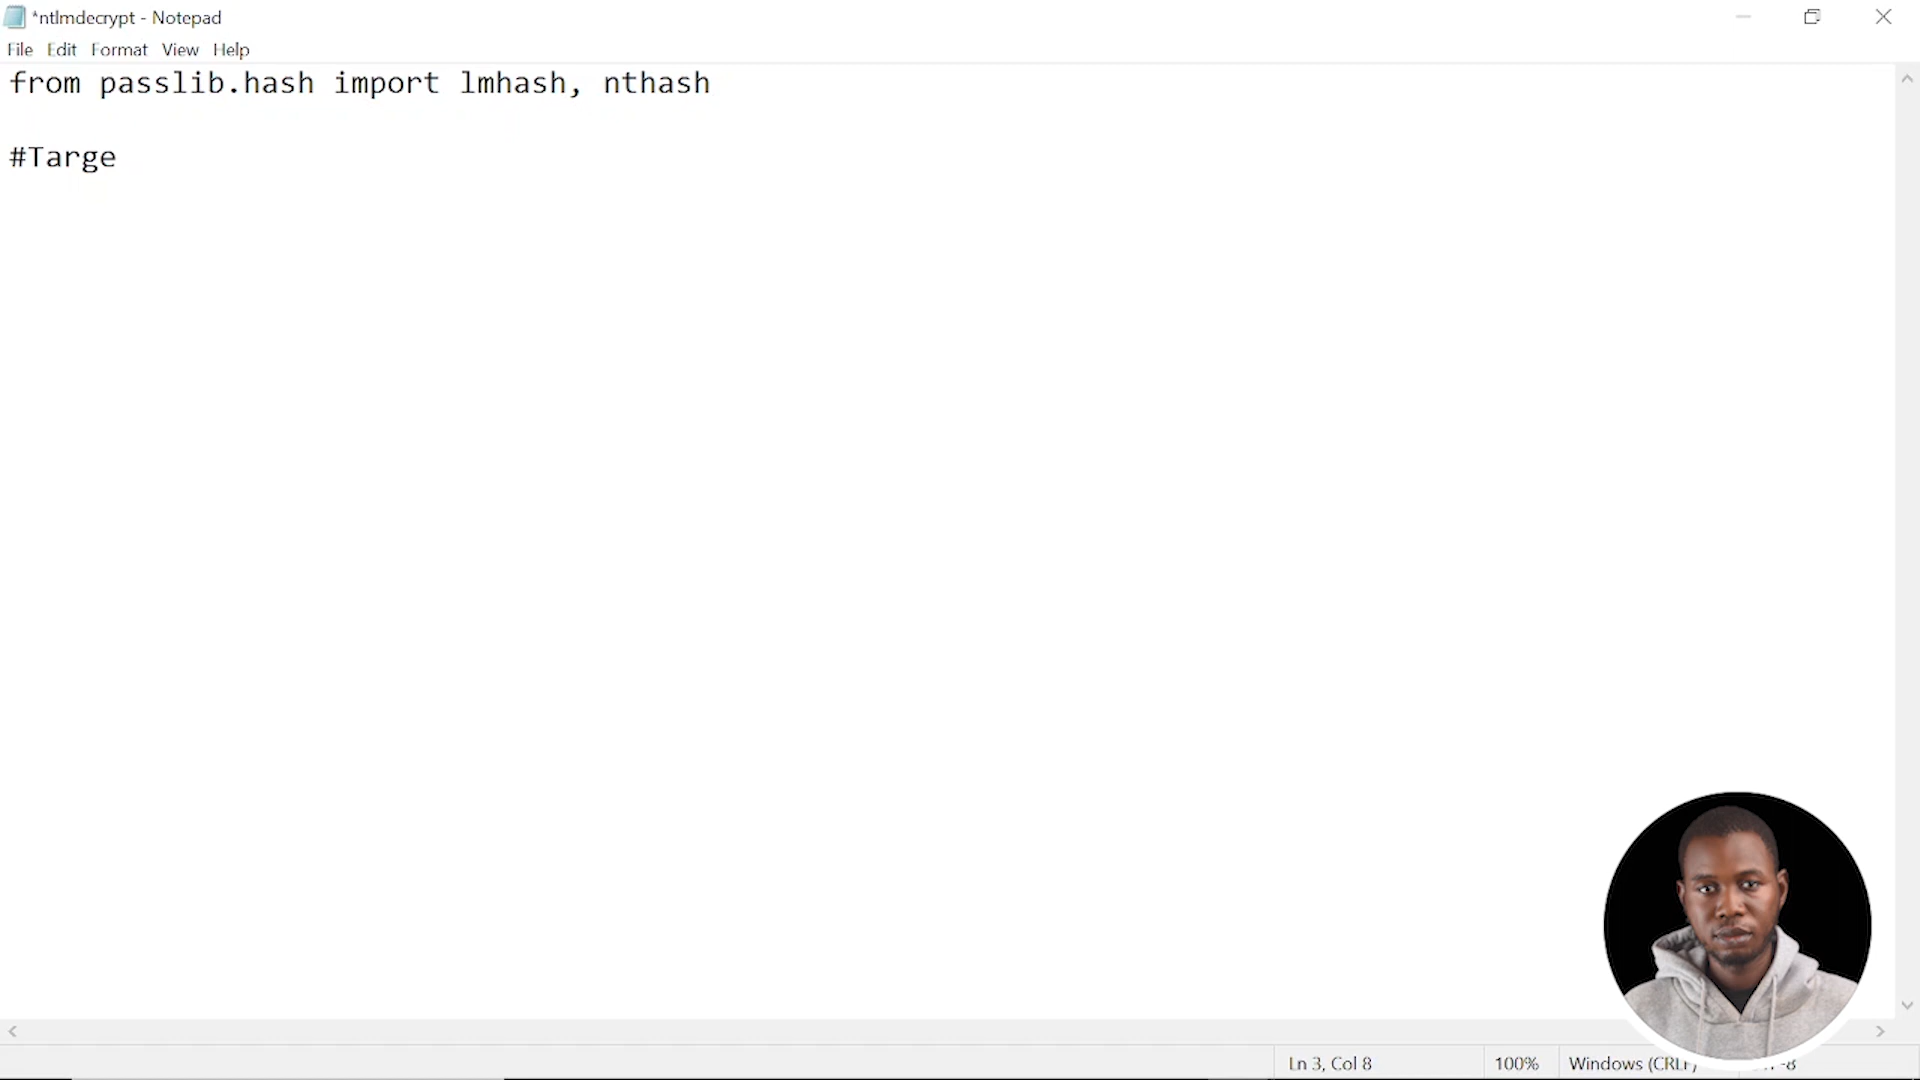 *ntlmdecrypt - Notepad
File Edit Format View Help
from passlib.hash import lmhash, nthash
#Targe
Ln 3, Col 8 100% Windows (CRLF)